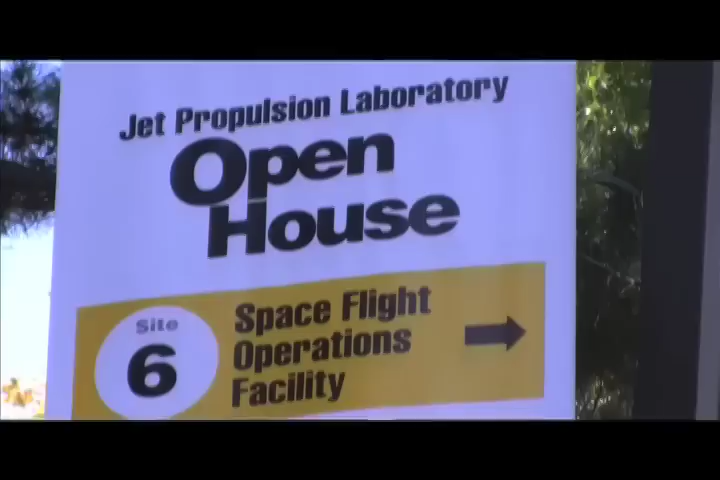 Jet Propulsion Laboratory
Open
House
Site
6
Space Flight
Operations
Facility